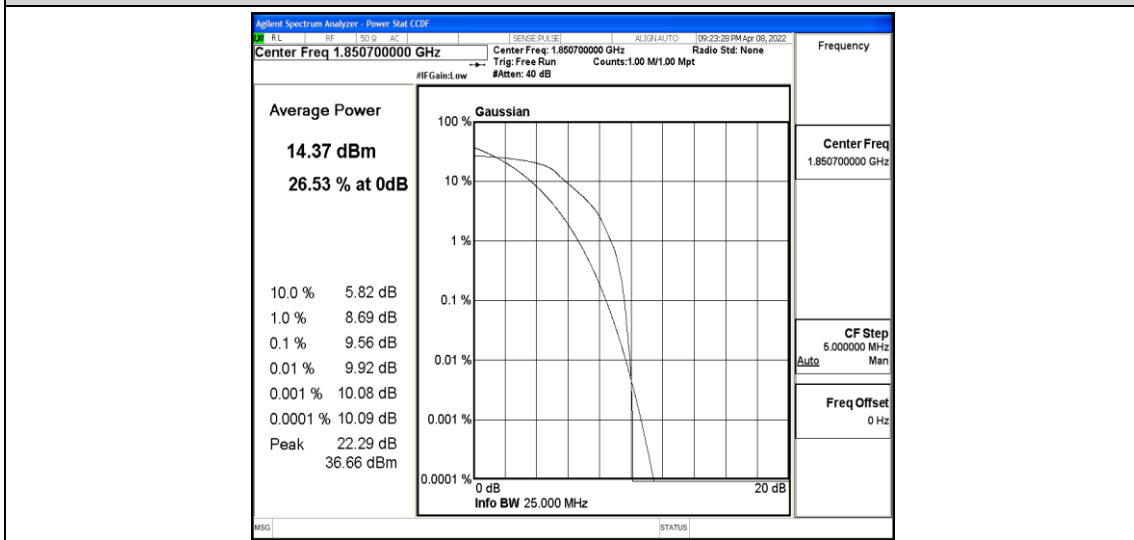 Agilent Spectrum Analyzer - Power Stat CCDF
RL RF 50 Ω AC SENSE:PULSE ALIGN AUTO 09:23:28 PM Apr 08, 2022
Center Freq 1.850700000 GHz
Center Freq: 1.850700000 GHz Radio Std: None
Trig: Free Run Counts:1.00 M/1.00 Mpt
#IFGain:Low #Atten: 40 dB
Frequency
Average Power
14.37 dBm
26.53 % at 0dB
10.0 % 5.82 dB
1.0 % 8.69 dB
0.1 % 9.56 dB
0.01 % 9.92 dB
0.001 % 10.08 dB
0.0001 % 10.09 dB
Peak 22.29 dB
36.66 dBm
Gaussian
100 %
10 %
1 %
0.1 %
0.01 %
0.001 %
0.0001 %
0 dB 20 dB
Info BW 25.000 MHz
Center Freq
1.850700000 GHz
CF Step
5.000000 MHz
Auto Man
Freq Offset
0 Hz
MSG STATUS